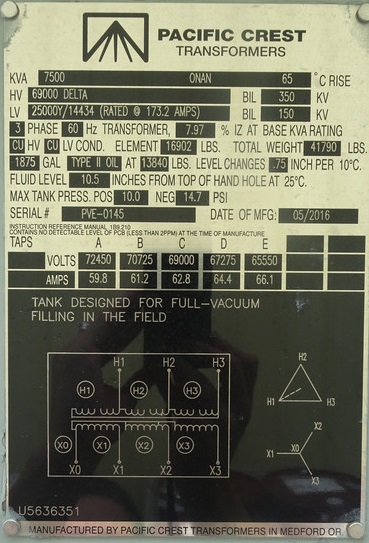 PACIFIC CREST
TRANSFORMERS
KVA 7500 ONAN 65 °C RISE
HV 69000 DELTA BIL 350 KV
LV 25000Y/14434 (RATED @ 173.2 AMPS) BIL 150 KV
3 PHASE 60 Hz TRANSFORMER, 7.97 % IZ AT BASE KVA RATING
CU HV CU LV COND. ELEMENT 16902 LBS. TOTAL WEIGHT 41790 LBS.
1875 GAL TYPE II OIL AT 13840 LBS. LEVEL CHANGES .75 INCH PER 10°C.
FLUID LEVEL 10.5 INCHES FROM TOP OF HAND HOLE AT 25°C.
MAX TANK PRESS. POS 10.0 NEG 14.7 PSI
SERIAL # PVE-0145 DATE OF MFG: 05/2016
INSTRUCTION REFERENCE MANUAL 1B9.210
CONTAINS NO DETECTABLE LEVEL OF PCB (LESS THAN 2PPM) AT THE TIME OF MANUFACTURE
TAPS A B C D E
VOLTS 72450 70725 69000 67275 65550
AMPS 59.8 61.2 62.8 64.4 66.1
TANK DESIGNED FOR FULL-VACUUM
FILLING IN THE FIELD
H1 H2 H3
H1 H2 H3
X0 X1 X2 X3
X0 X1 X2 X3
H2
H1 H3
X2
X1 X0
X3
U5636351
MANUFACTURED BY PACIFIC CREST TRANSFORMERS IN MEDFORD OR